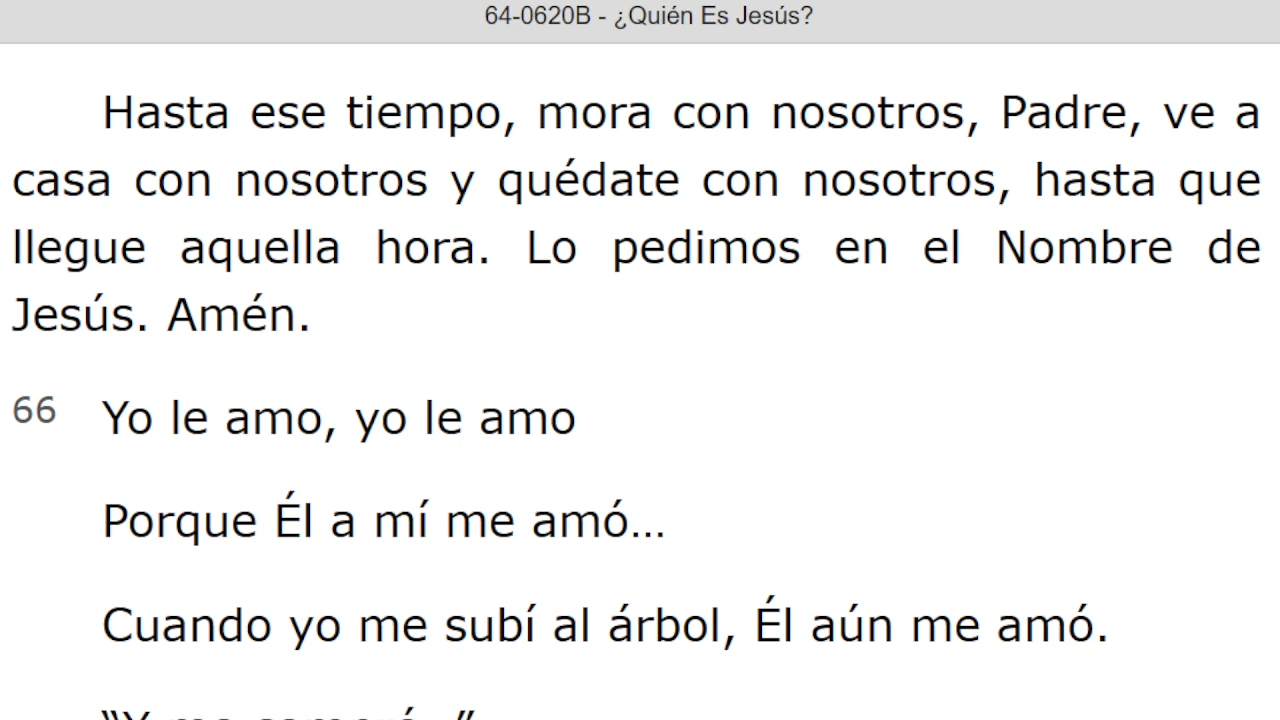 64-0620B - ¿Quién Es Jesús?
Hasta ese tiempo, mora con nosotros, Padre, ve a
casa con nosotros y quédate con nosotros, hasta que
llegue aquella hora. Lo pedimos en el Nombre de
Jesús. Amén.
66 Yo le amo, yo le amo
Porque Él a mí me amó...
Cuando yo me subí al árbol, Él aún me amó.